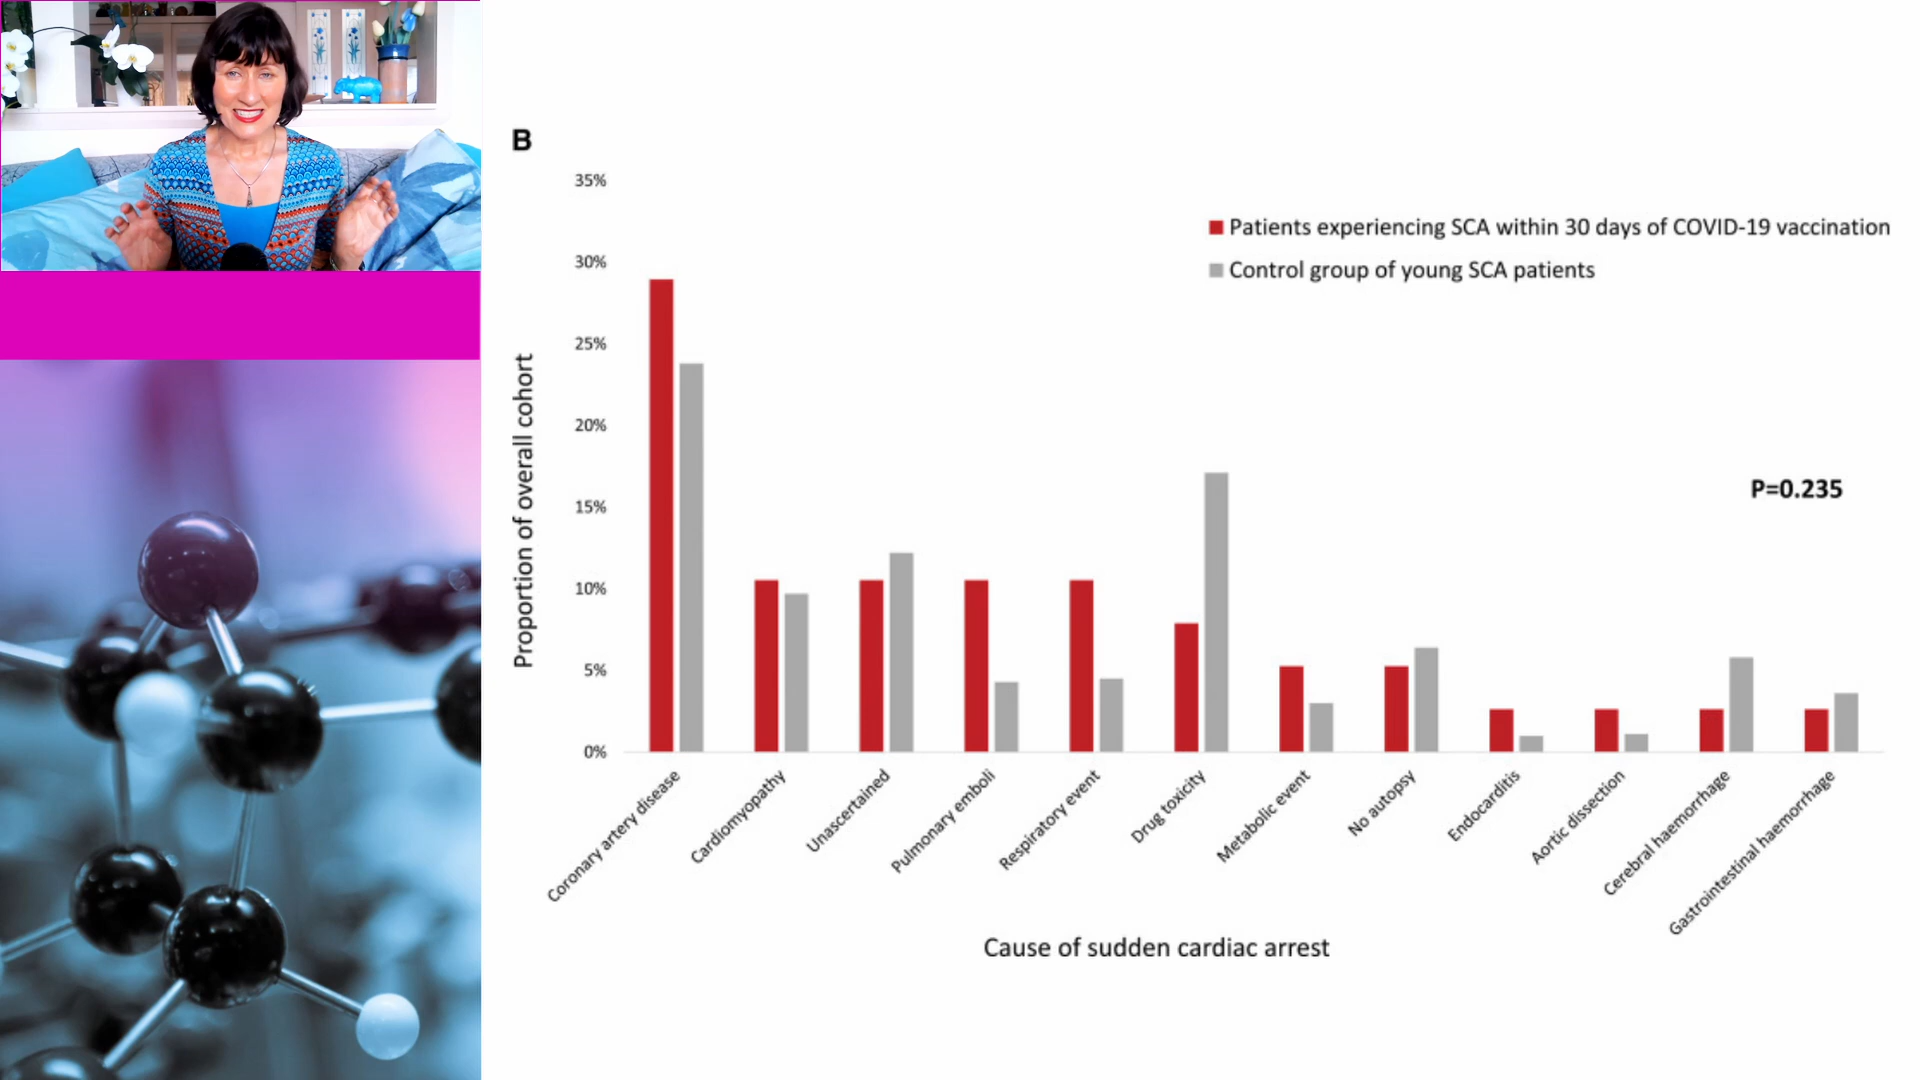 B
35%
30%
25%
20%
15%
10%
5%
0%
Proportion of overall cohort
Patients experiencing SCA within 30 days of COVID-19 vaccination
Control group of young SCA patients
P=0.235
Coronary artery disease
Cardiomyopathy
Unascertained
Pulmonary emboli
Respiratory event
Drug toxicity
Metabolic event
No autopsy
Endocarditis
Aortic dissection
Cerebral haemorrhage
Gastrointestinal haemorrhage
Cause of sudden cardiac arrest